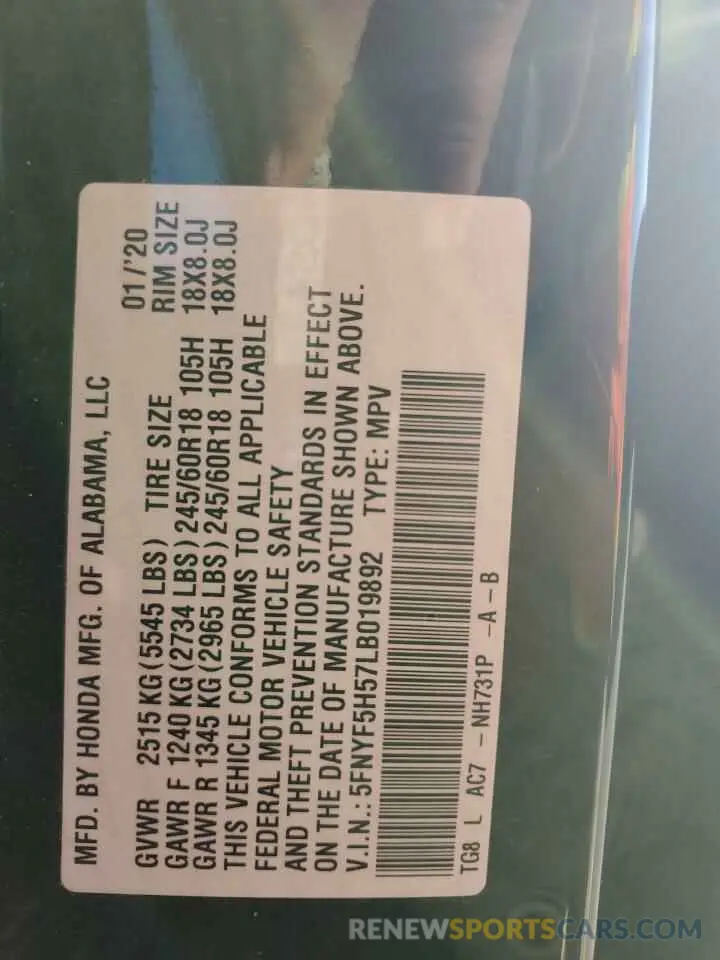 MFD. BY HONDA MFG. OF ALABAMA, LLC 01/'20
GVWR 2515 KG (5545 LBS) TIRE SIZE RIM SIZE
GAWR F 1240 KG (2734 LBS) 245/60R18 105H 18X8.0J
GAWR R 1345 KG (2965 LBS) 245/60R18 105H 18X8.0J
THIS VEHICLE CONFORMS TO ALL APPLICABLE
FEDERAL MOTOR VEHICLE SAFETY
AND THEFT PREVENTION STANDARDS IN EFFECT
ON THE DATE OF MANUFACTURE SHOWN ABOVE.
V.I.N.: 5FNYF5H57LB019892 TYPE: MPV
TG8 L AC7 - NH731P -A-B
RENEWSPORTSCARS.COM